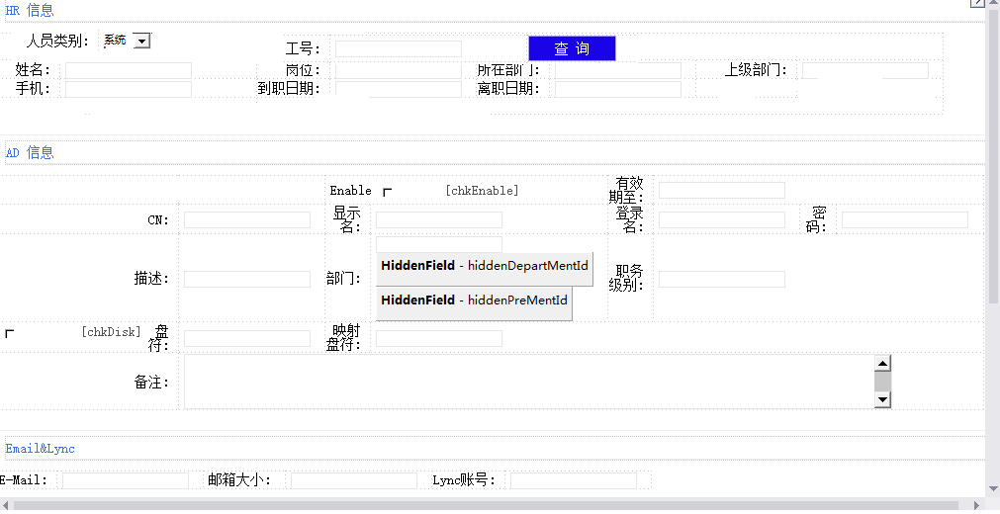 HR 信息
人员类别: 系统
工号: 查 询
姓名: 岗位: 所在部门: 上级部门:
手机: 到职日期: 离职日期:
AD 信息
Enable [chkEnable] 有效期至:
CN: 显示名: 登录名: 密码:
描述: 部门: HiddenField - hiddenDepartMentId 职务级别:
HiddenField - hiddenPreMentId
[chkDisk] 盘符: 映射盘符:
备注:
Email&Lync
E-Mail: 邮箱大小: Lync账号: